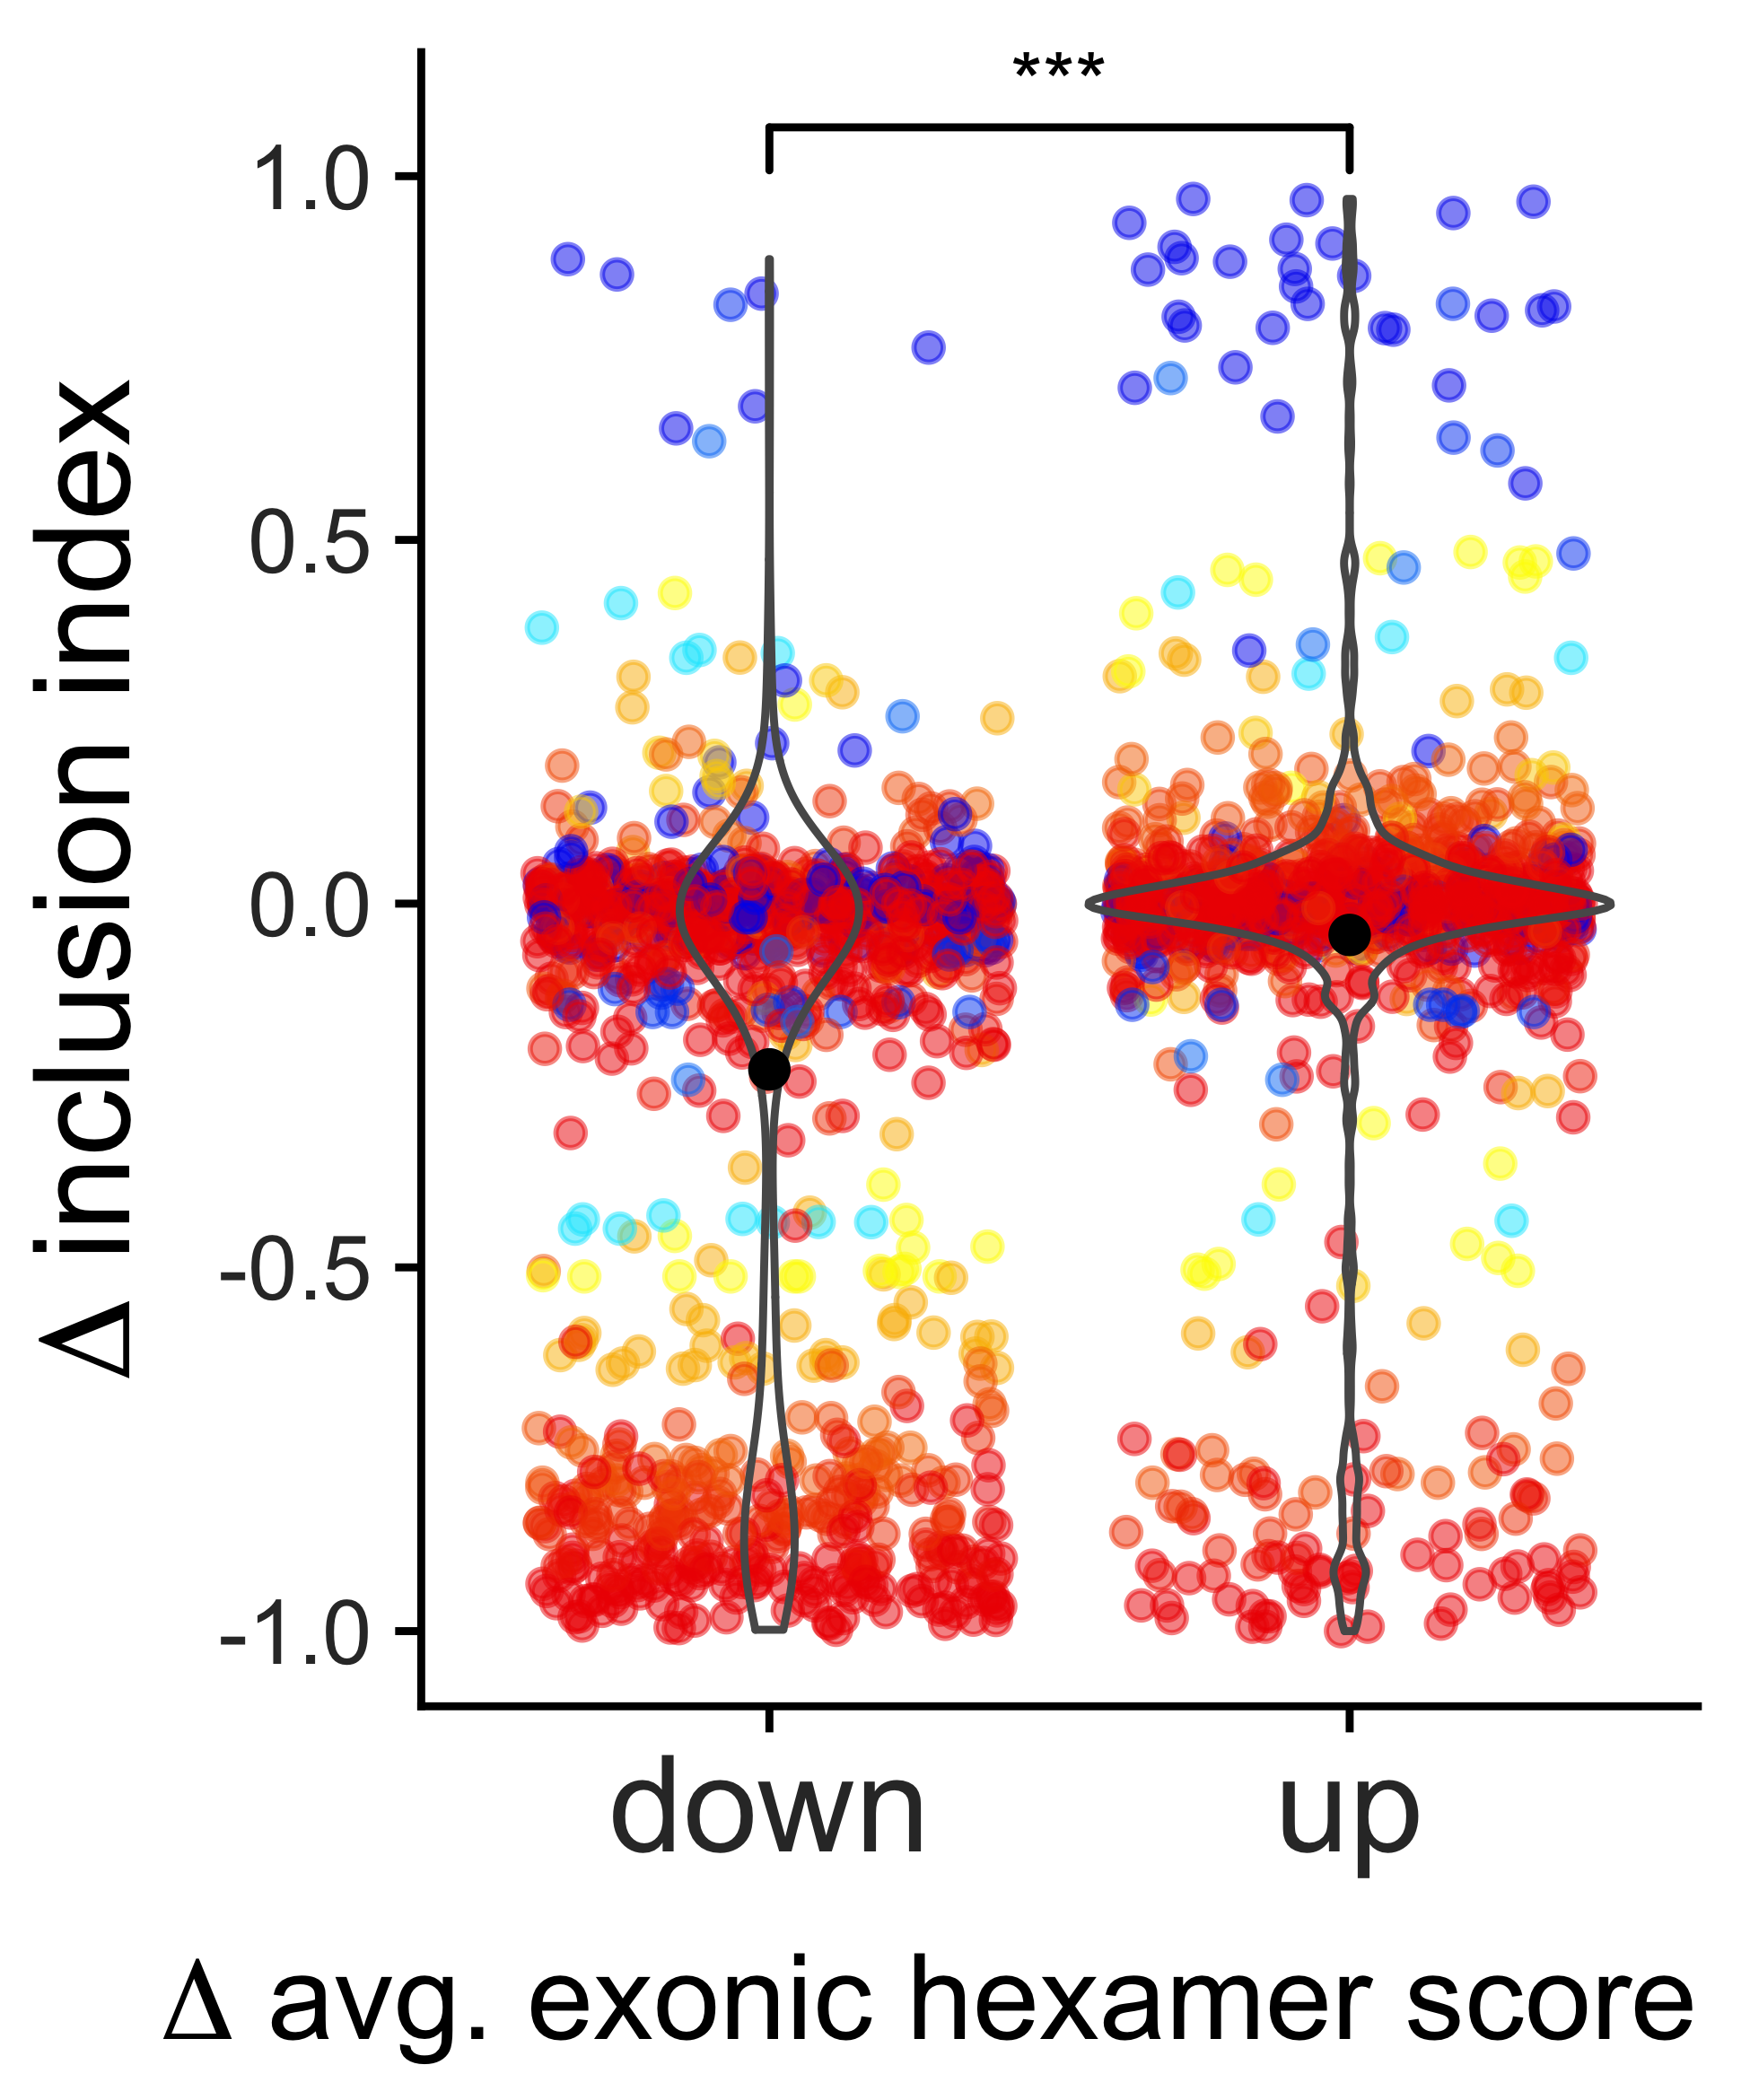 ***
1.0
0.5
0.0
-0.5
-1.0
Δ inclusion index
down up
Δ avg. exonic hexamer score